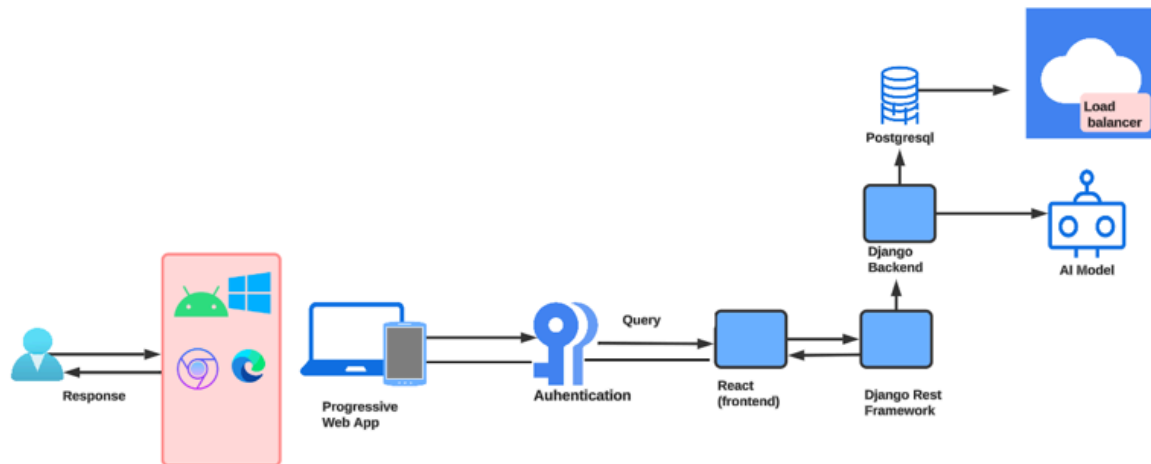 Load
balancer
Postgresql
Django
Backend
AI Model
Query
Response
Progressive
Web App
Auhentication
React
(frontend)
Django Rest
Framework